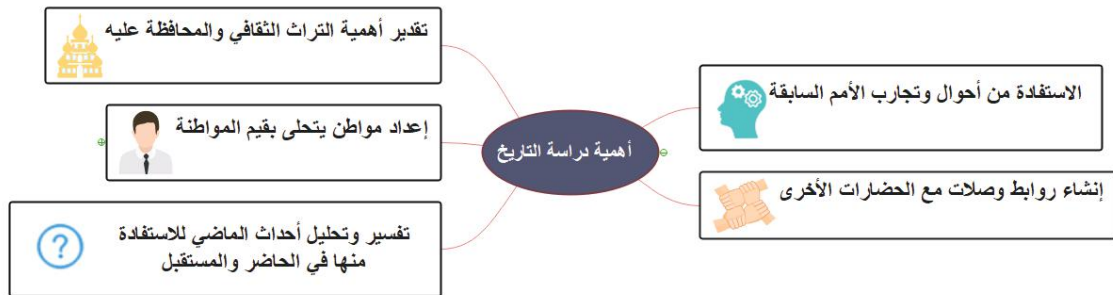 أهمية دراسة التاريخ
الاستفادة من أحوال وتجارب الأمم السابقة
إنشاء روابط وصلات مع الحضارات الأخرى
تقدير أهمية التراث الثقافي والمحافظة عليه
إعداد مواطن يتحلى بقيم المواطنة
تفسير وتحليل أحداث الماضي للاستفادة
منها في الحاضر والمستقبل
?